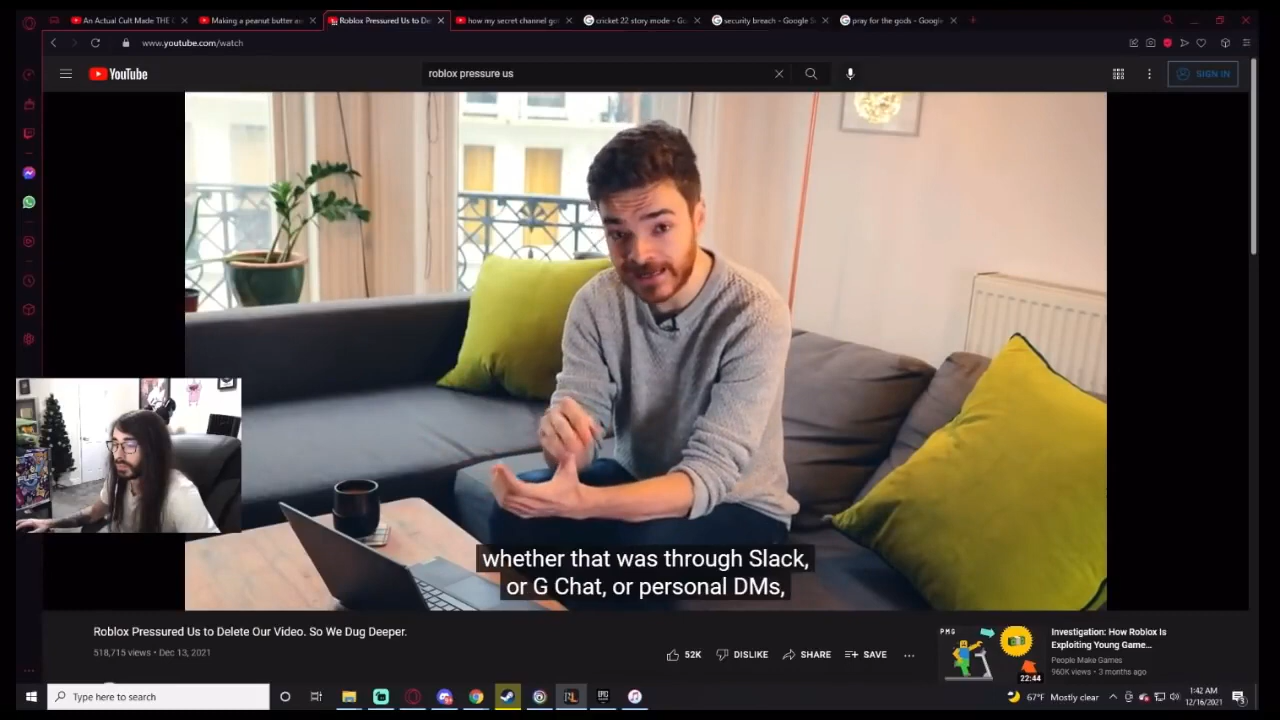 An Actual Cult Made THE
Making a peanut butter an
Roblox Pressured Us to De
how my secret channel go
cricket 22 story mode - Go
security breach - Google S
pray for the gods - Google
www.youtube.com/watch
YouTube
roblox pressure us
SIGN IN
whether that was through Slack,
or G Chat, or personal DMs,
Roblox Pressured Us to Delete Our Video. So We Dug Deeper.
518,715 views • Dec 13, 2021
52K
DISLIKE
SHARE
SAVE
PMG
22:44
Investigation: How Roblox Is
Exploiting Young Game...
People Make Games
960K views • 3 months ago
Type here to search
67°F Mostly clear
1:42 AM
12/16/2021